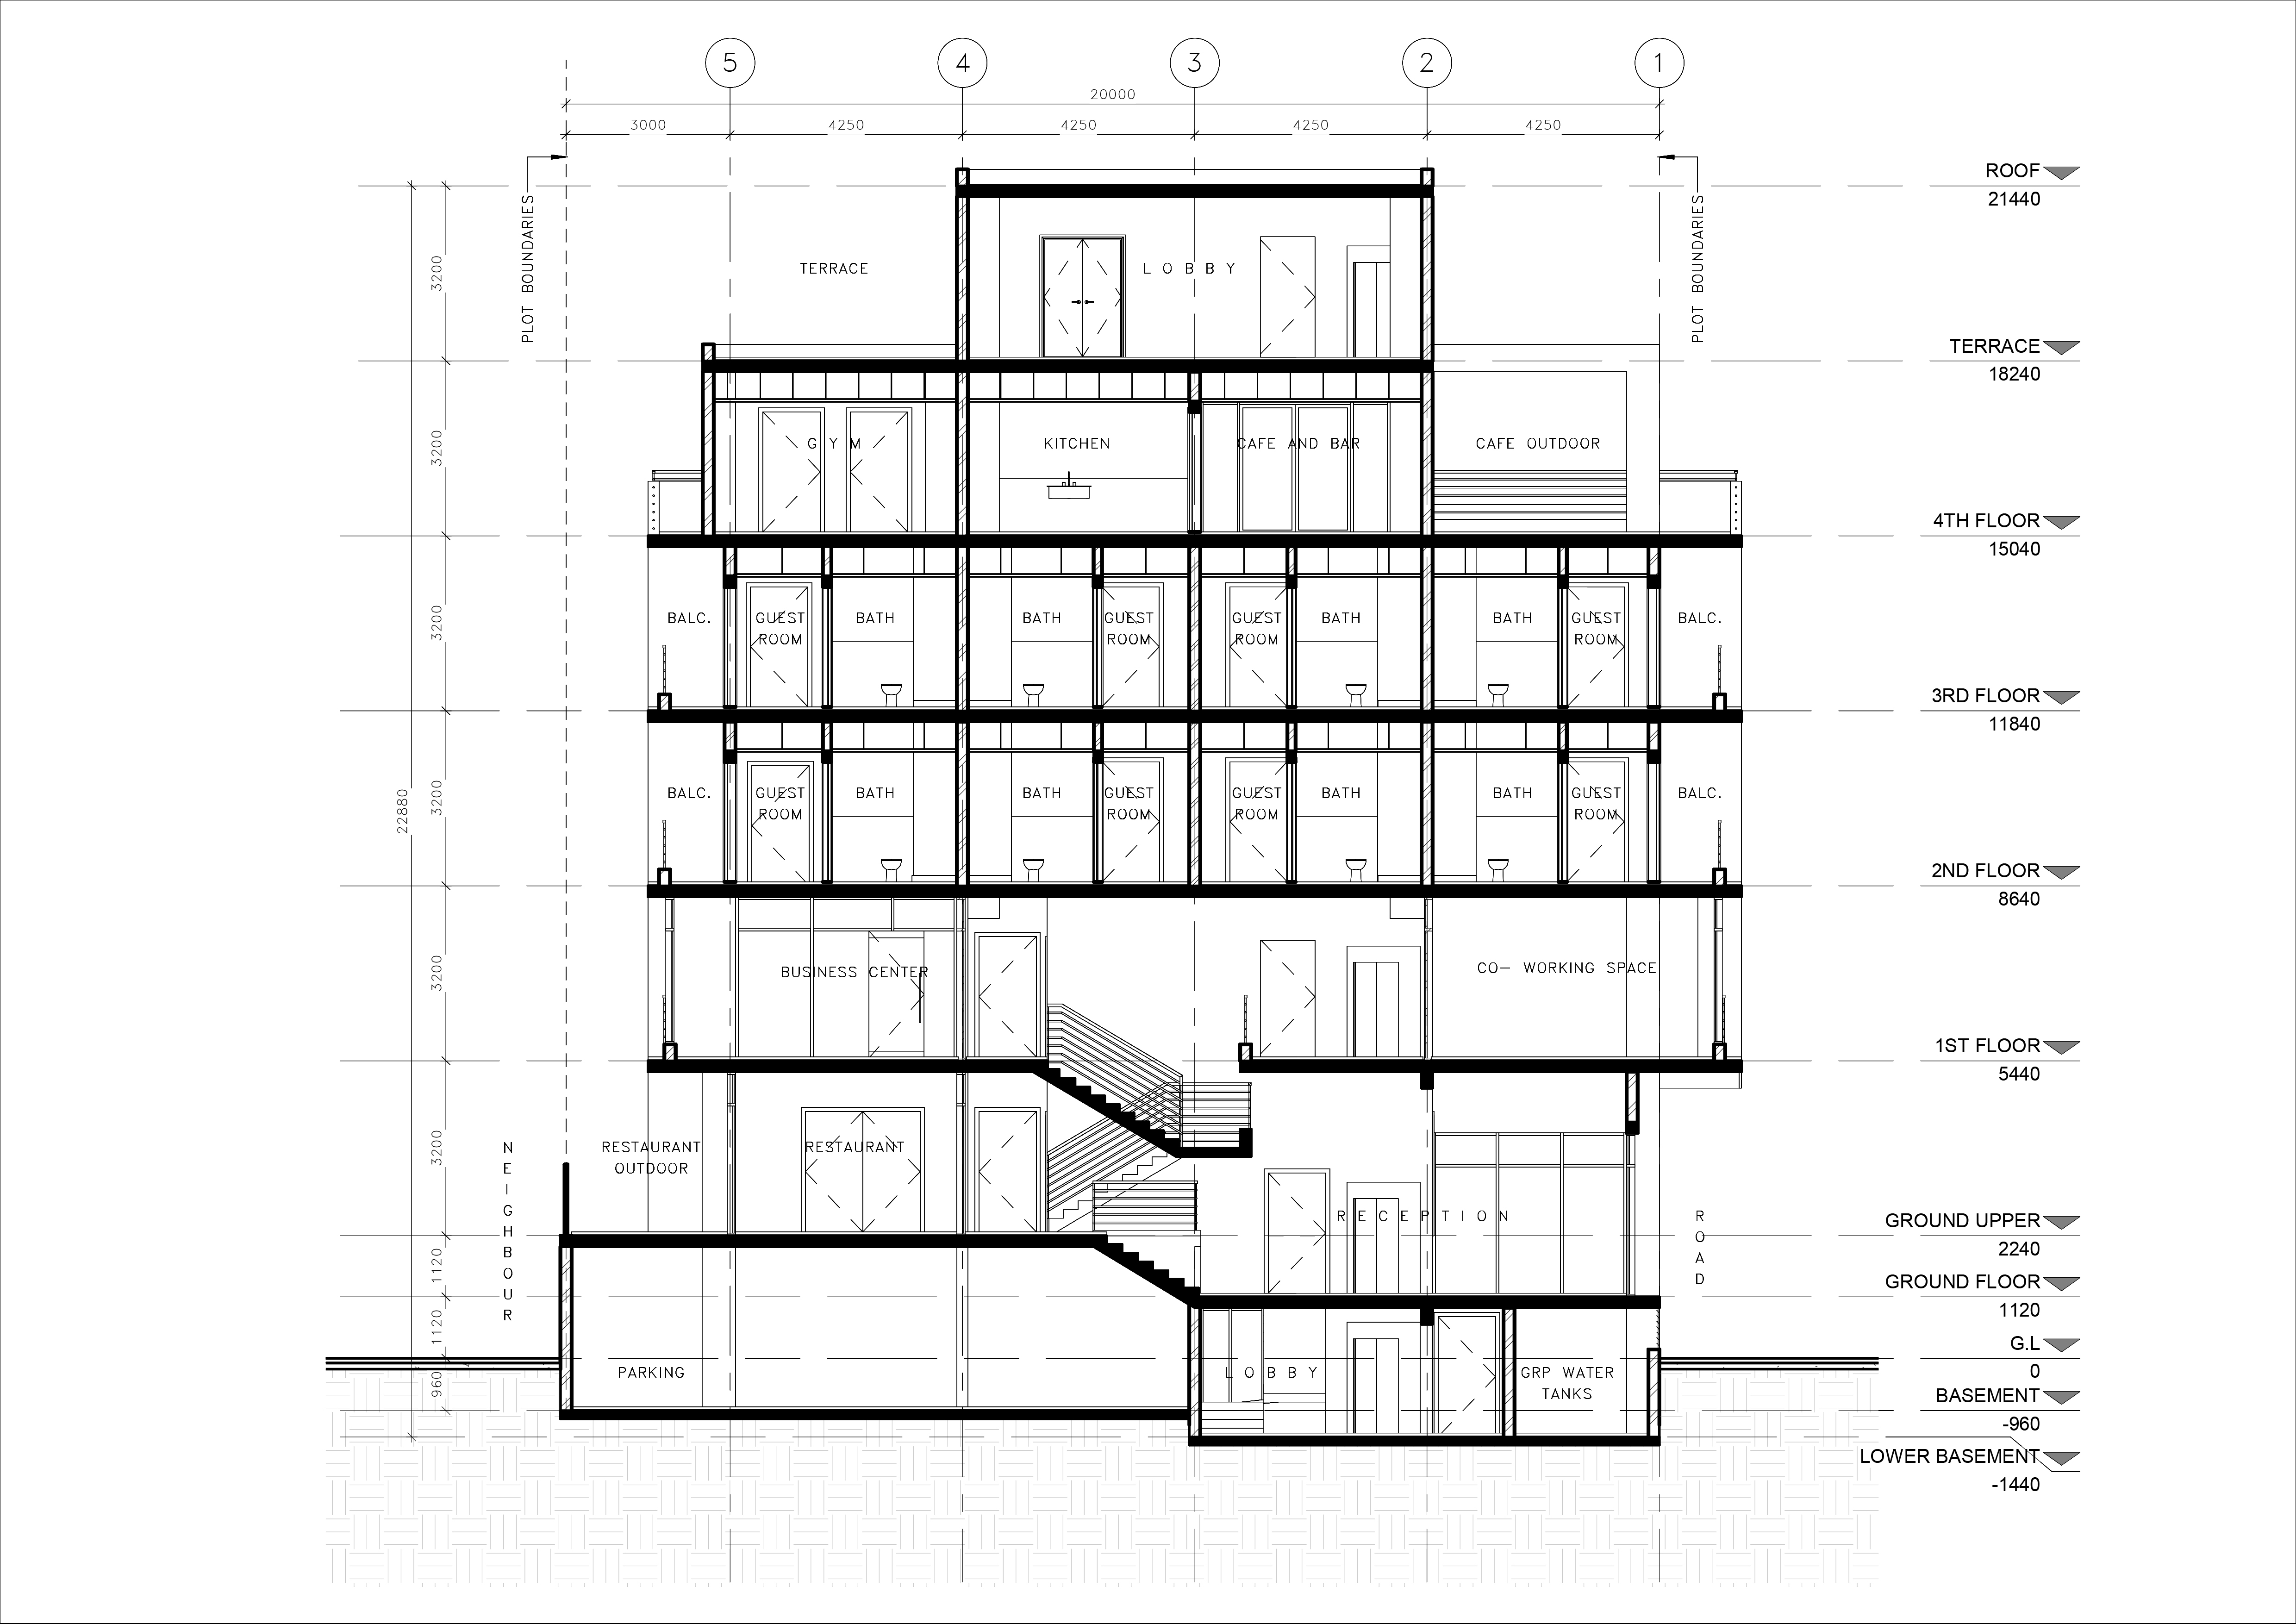 5 4 3 2 1
20000
3000 4250 4250 4250 4250
PLOT BOUNDARIES
PLOT BOUNDARIES
ROOF
21440
3200
TERRACE
LOBBY
TERRACE
18240
3200
GYM
KITCHEN
CAFE AND BAR
CAFE OUTDOOR
4TH FLOOR
15040
3200
BALC.
GUEST
ROOM
BATH
BATH
GUEST
ROOM
GUEST
ROOM
BATH
BATH
GUEST
ROOM
BALC.
3RD FLOOR
11840
22880
3200
BALC.
GUEST
ROOM
BATH
BATH
GUEST
ROOM
GUEST
ROOM
BATH
BATH
GUEST
ROOM
BALC.
2ND FLOOR
8640
3200
BUSINESS CENTER
CO- WORKING SPACE
1ST FLOOR
5440
3200
NEIGHBOUR
RESTAURANT
OUTDOOR
RESTAURANT
RECEPTION
ROAD
GROUND UPPER
2240
1120
GROUND FLOOR
1120
1120
G.L
0
960
PARKING
LOBBY
GRP WATER
TANKS
BASEMENT
-960
LOWER BASEMENT
-1440